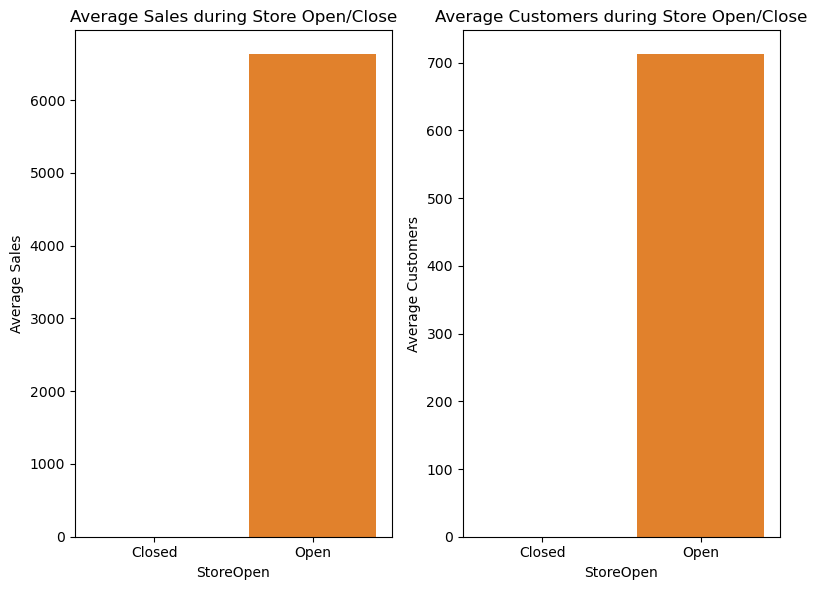 Average Sales during Store Open/Close
Average Sales
6000
5000
4000
3000
2000
1000
0
Closed
Open
StoreOpen
Average Customers during Store Open/Close
Average Customers
700
600
500
400
300
200
100
0
Closed
Open
StoreOpen